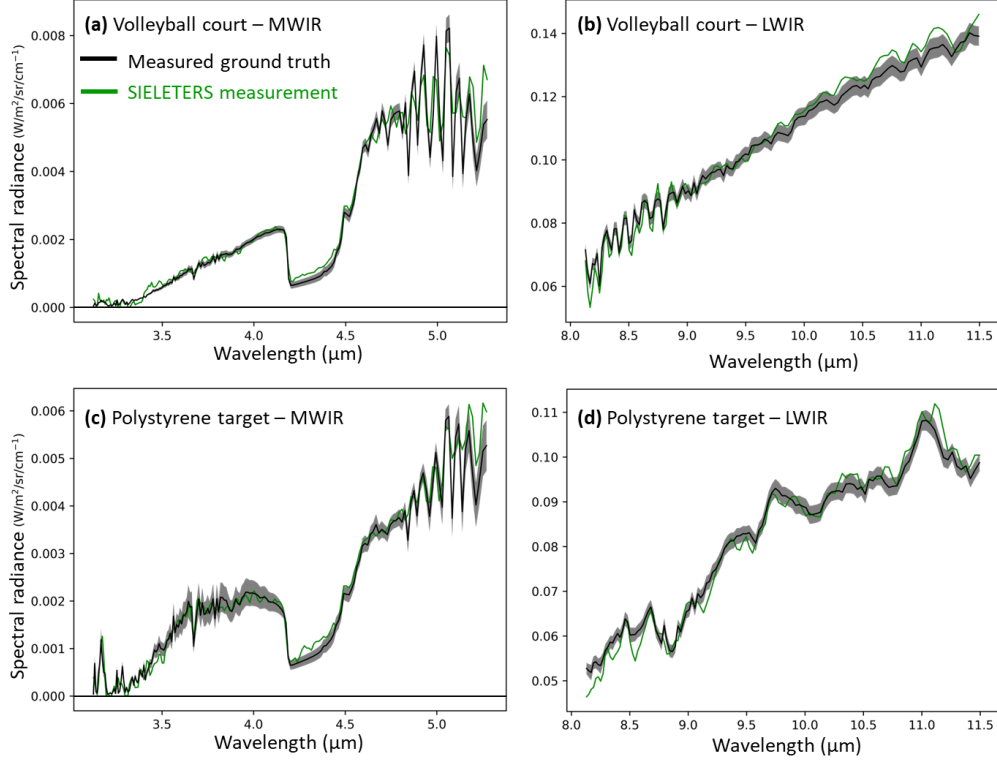 (a) Volleyball court – MWIR
Measured ground truth
SIELETERS measurement
Spectral radiance (W/m²/sr/cm⁻¹)
0.008
0.006
0.004
0.002
0.000
3.5 4.0 4.5 5.0
Wavelength (µm)
(b) Volleyball court – LWIR
0.14
0.12
0.10
0.08
0.06
8.0 8.5 9.0 9.5 10.0 10.5 11.0 11.5
Wavelength (µm)
(c) Polystyrene target – MWIR
Spectral radiance (W/m²/sr/cm⁻¹)
0.006
0.005
0.004
0.003
0.002
0.001
0.000
3.5 4.0 4.5 5.0
Wavelength (µm)
(d) Polystyrene target – LWIR
0.11
0.10
0.09
0.08
0.07
0.06
0.05
8.0 8.5 9.0 9.5 10.0 10.5 11.0 11.5
Wavelength (µm)